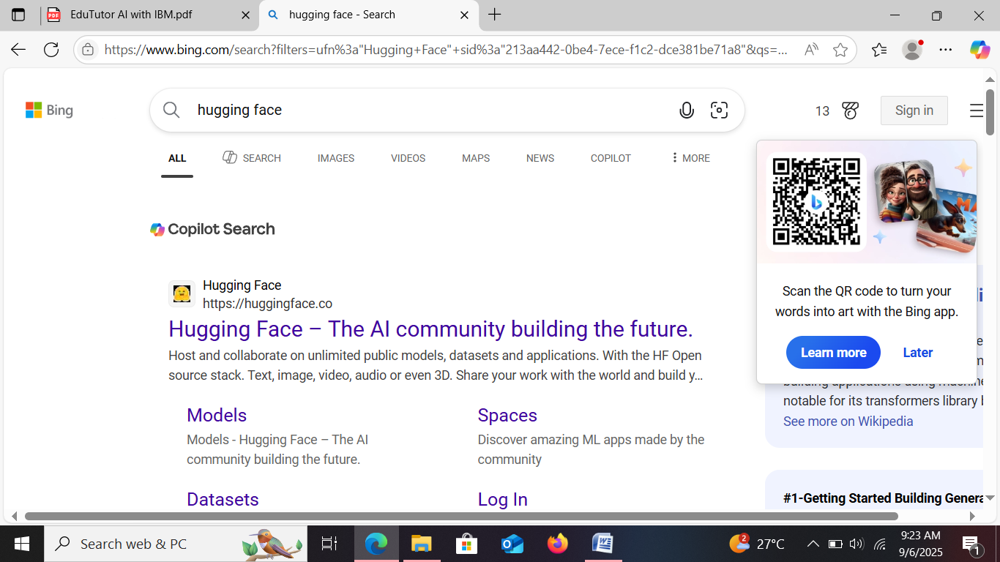 EduTutor AI with IBM.pdf
hugging face - Search
https://www.bing.com/search?filters=ufn%3a"Hugging+Face"+sid%3a"213aa442-0be4-7ece-f1c2-dce381be71a8"&qs=...
Bing
hugging face
13
Sign in
ALL
SEARCH
IMAGES
VIDEOS
MAPS
NEWS
COPILOT
MORE
Copilot Search
Hugging Face
https://huggingface.co
Hugging Face – The AI community building the future.
Host and collaborate on unlimited public models, datasets and applications. With the HF Open
source stack. Text, image, video, audio or even 3D. Share your work with the world and build y...
Models
Models - Hugging Face – The AI
community building the future.
Spaces
Discover amazing ML apps made by the
community
Datasets
Log In
Scan the QR code to turn your
words into art with the Bing app.
Learn more
Later
building applications using machine
notable for its transformers library b
See more on Wikipedia
#1-Getting Started Building Genera
Search web & PC
2
27°C
9:23 AM
9/6/2025
1